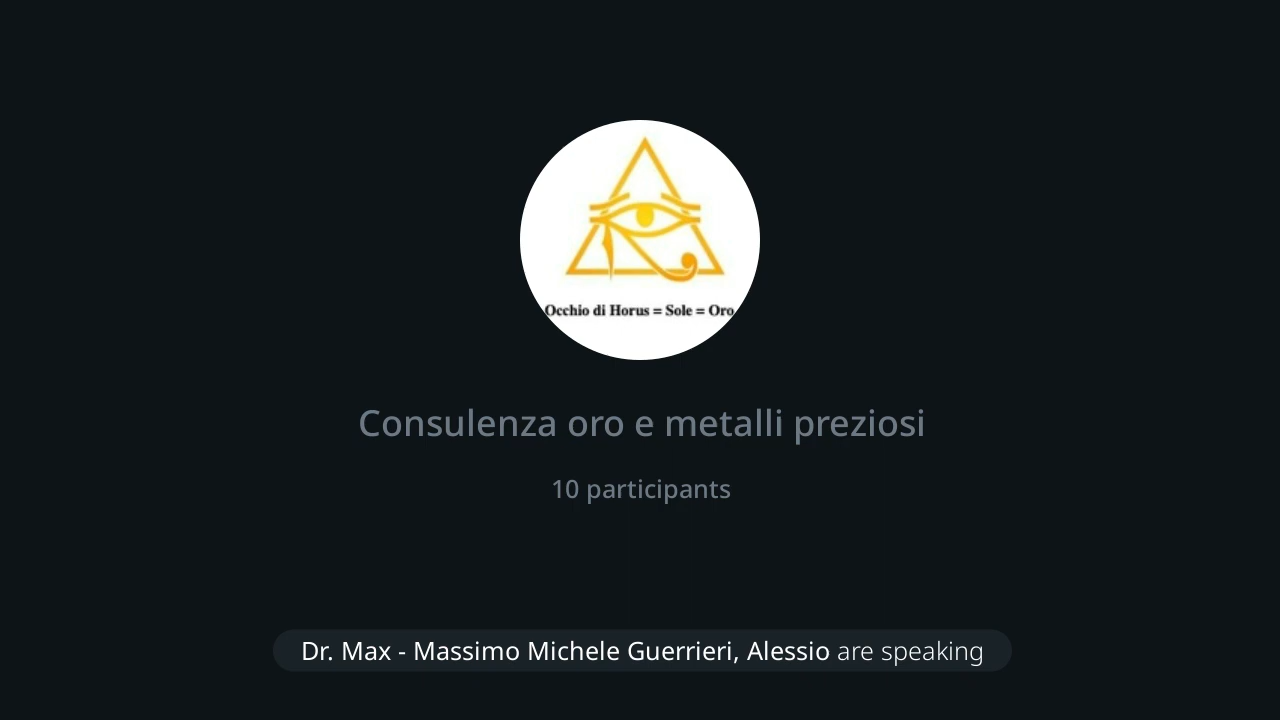 Occhio di Horus = Sole = Oro
Consulenza oro e metalli preziosi
10 participants
Dr. Max - Massimo Michele Guerrieri, Alessio are speaking